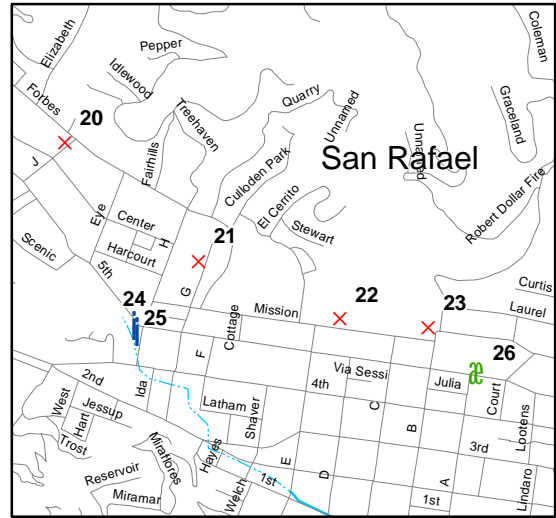 Elizabeth
Pepper
Coleman
Idlewood
Forbes
20
Treehaven
Quarry
Unnamed
Graceland
Unnamed
San Rafael
J
Fairhills
Culloden Park
El Cerrito
Robert Dollar Fire
Eye
Center
H
Stewart
21
Scenic
Harcourt
5th
G
24
25
Cottage
Mission
22
23
Curtis
Laurel
26
F
2nd
Via Sessi
4th
Julia
Court
West
Jessup
Hart
Ida
Latham
Shaver
C
B
Lootens
Trost
Miraflores
Hayes
E
D
3rd
Reservoir
Miramar
Welch
1st
A
1st
Lindaro